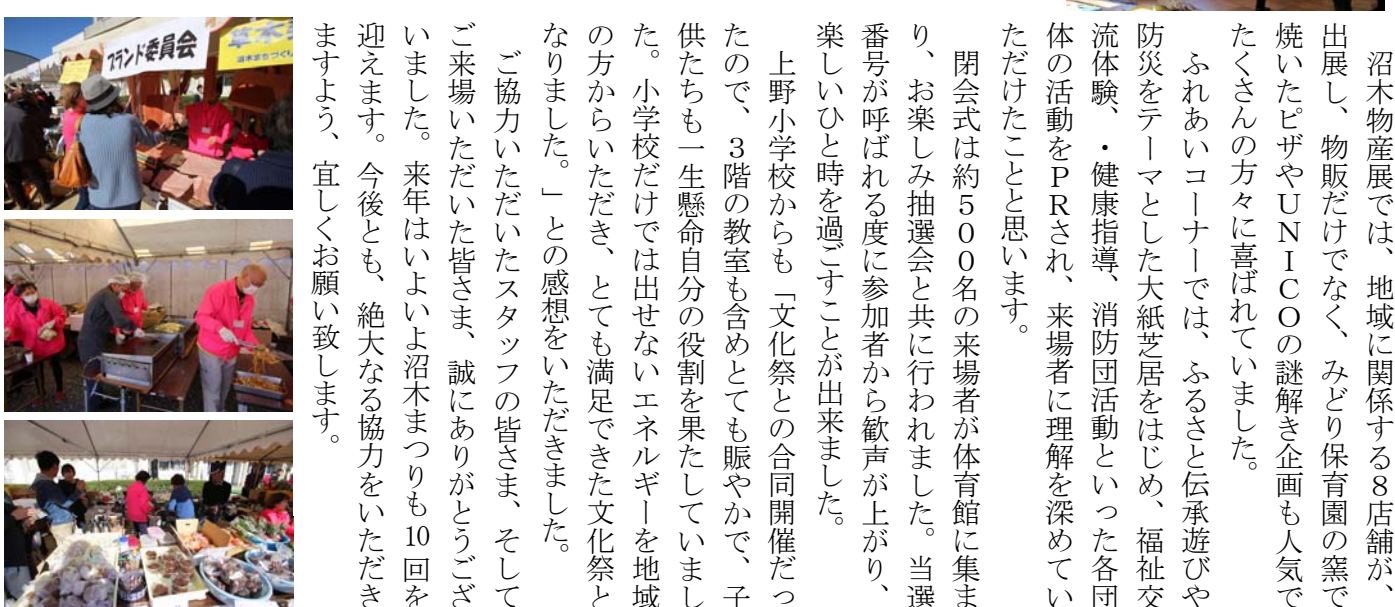 沼木物産展では、地域に関係する8店舗が
出展し、物販だけでなく、みどり保育園の窯で
焼いたピザやUNICOの謎解き企画も人気で
たくさんの方々に喜ばれていました。
ふれあいコーナーでは、ふるさと伝承遊びや
防災をテーマとした大紙芝居をはじめ、福祉交
流体験、・健康指導、消防団活動といった各団
体の活動をPRされ、来場者に理解を深めてい
ただけたことと思います。
閉会式は約500名の来場者が体育館に集ま
り、お楽しみ抽選会と共に行われました。当選
番号が呼ばれる度に参加者から歓声が上がり、
楽しいひと時を過ごすことが出来ました。
上野小学校からも「文化祭との合同開催だっ
たので、3階の教室も含めとても賑やかで、子
供たちも一生懸命自分の役割を果たしていまし
た。小学校だけでは出せないエネルギーを地域
の方からいただき、とても満足できた文化祭と
なりました。」との感想をいただきました。
ご協力いただいたスタッフの皆さま、そして
ご来場いただいた皆さま、誠にありがとうござ
いました。来年はいよいよ沼木まつりも10回を
迎えます。今後とも、絶大なる協力をいただき
ますよう、宜しくお願い致します。
ブランド委員会